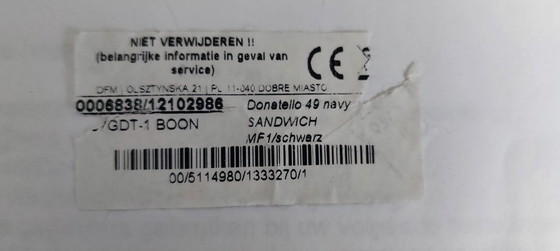 NIET VERWIJDEREN !!
(belangrijke informatie in geval van
service)
CE
DFM | OLSZTYNSKA 21 | PL 11-040 DOBRE MIASTO
0006838/12102986 Donatello 49 navy
/GDT-1 BOON SANDWICH
MF1/schwarz
00/5114980/1333270/1